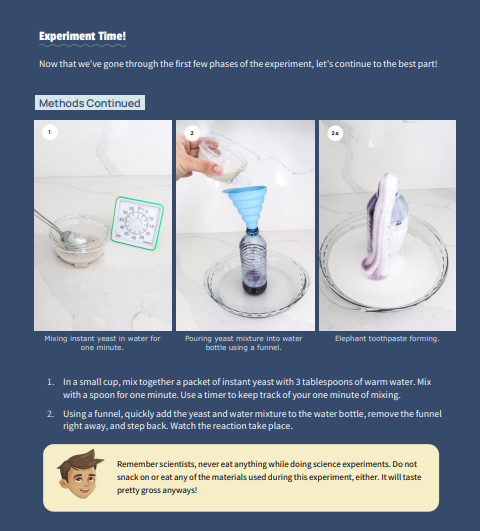 Experiment Time!
Now that we've gone through the first few phases of the experiment, let's continue to the best part!
Methods Continued
1
2
2a
Mixing instant yeast in water for
one minute.
Pouring yeast mixture into water
bottle using a funnel.
Elephant toothpaste forming.
1. In a small cup, mix together a packet of instant yeast with 3 tablespoons of warm water. Mix
with a spoon for one minute. Use a timer to keep track of your one minute of mixing.
2. Using a funnel, quickly add the yeast and water mixture to the water bottle, remove the funnel
right away, and step back. Watch the reaction take place.
Remember scientists, never eat anything while doing science experiments. Do not
snack on or eat any of the materials used during this experiment, either. It will taste
pretty gross anyways!